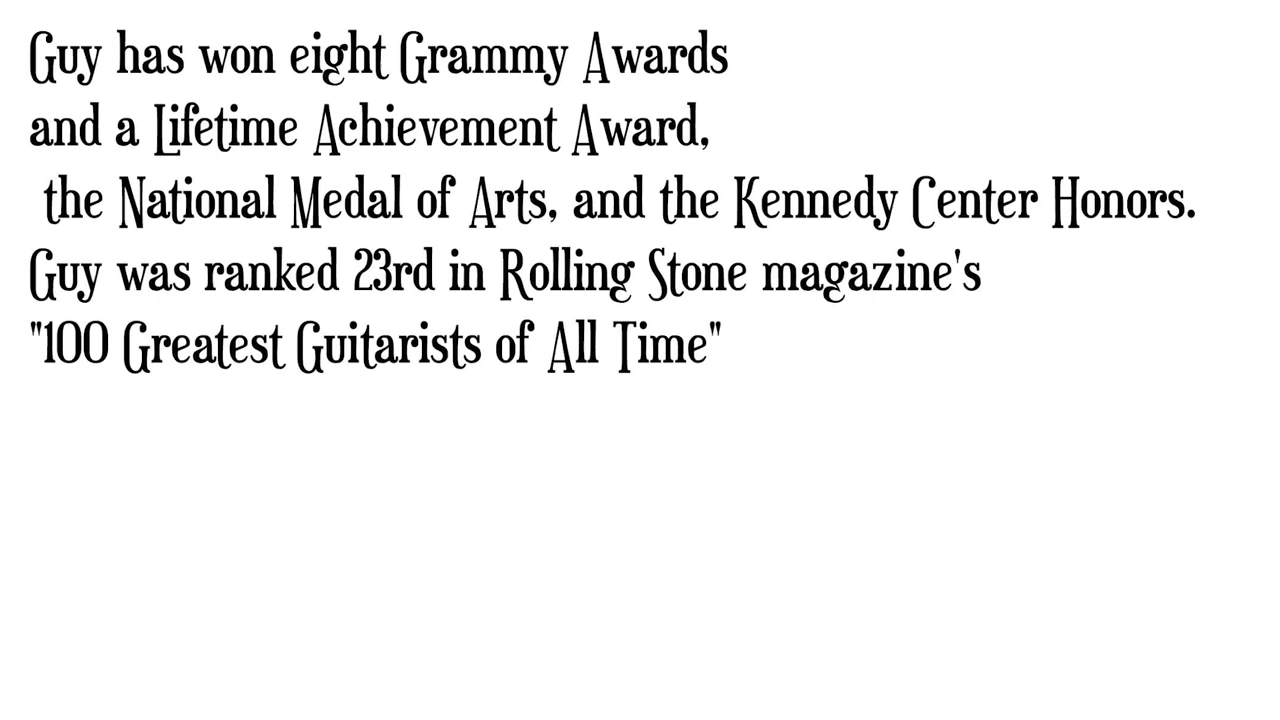 Guy has won eight Grammy Awards
and a Lifetime Achievement Award,
the National Medal of Arts, and the Kennedy Center Honors.
Guy was ranked 23rd in Rolling Stone magazine's
"100 Greatest Guitarists of All Time"